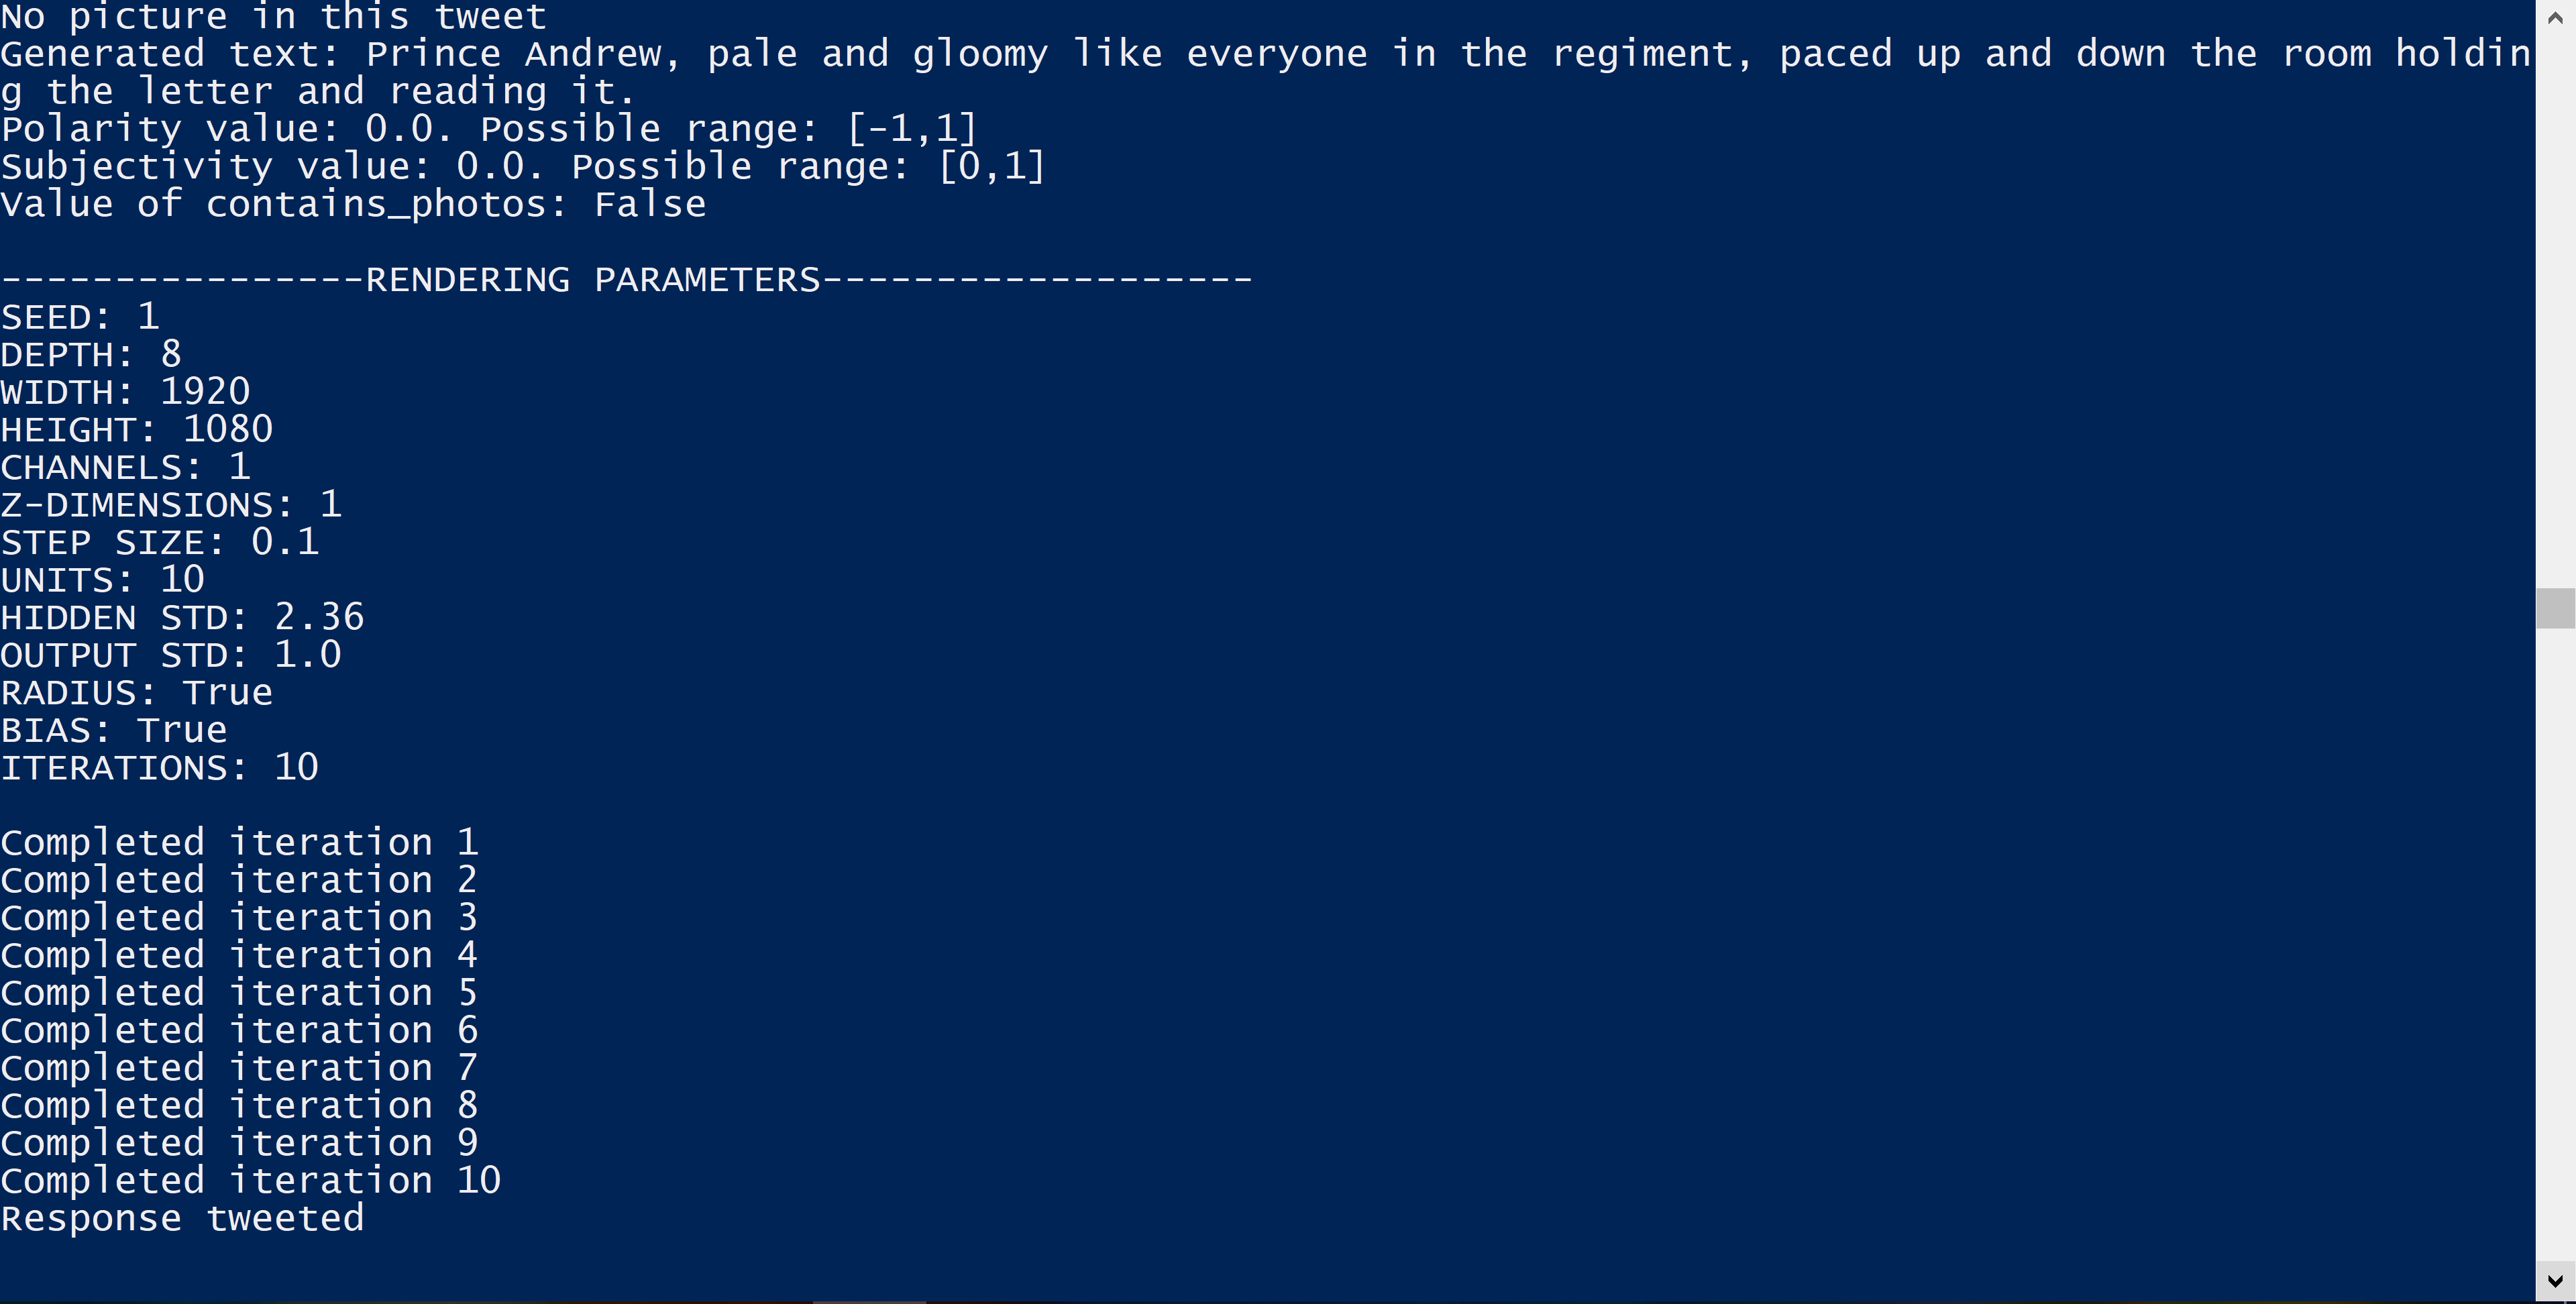 No picture in this tweet
Generated text: Prince Andrew, pale and gloomy like everyone in the regiment, paced up and down the room holdin
g the letter and reading it.
Polarity value: 0.0. Possible range: [-1,1]
Subjectivity value: 0.0. Possible range: [0,1]
Value of contains_photos: False
----------------RENDERING PARAMETERS-------------------
SEED: 1
DEPTH: 8
WIDTH: 1920
HEIGHT: 1080
CHANNELS: 1
Z-DIMENSIONS: 1
STEP SIZE: 0.1
UNITS: 10
HIDDEN STD: 2.36
OUTPUT STD: 1.0
RADIUS: True
BIAS: True
ITERATIONS: 10
Completed iteration 1
Completed iteration 2
Completed iteration 3
Completed iteration 4
Completed iteration 5
Completed iteration 6
Completed iteration 7
Completed iteration 8
Completed iteration 9
Completed iteration 10
Response tweeted